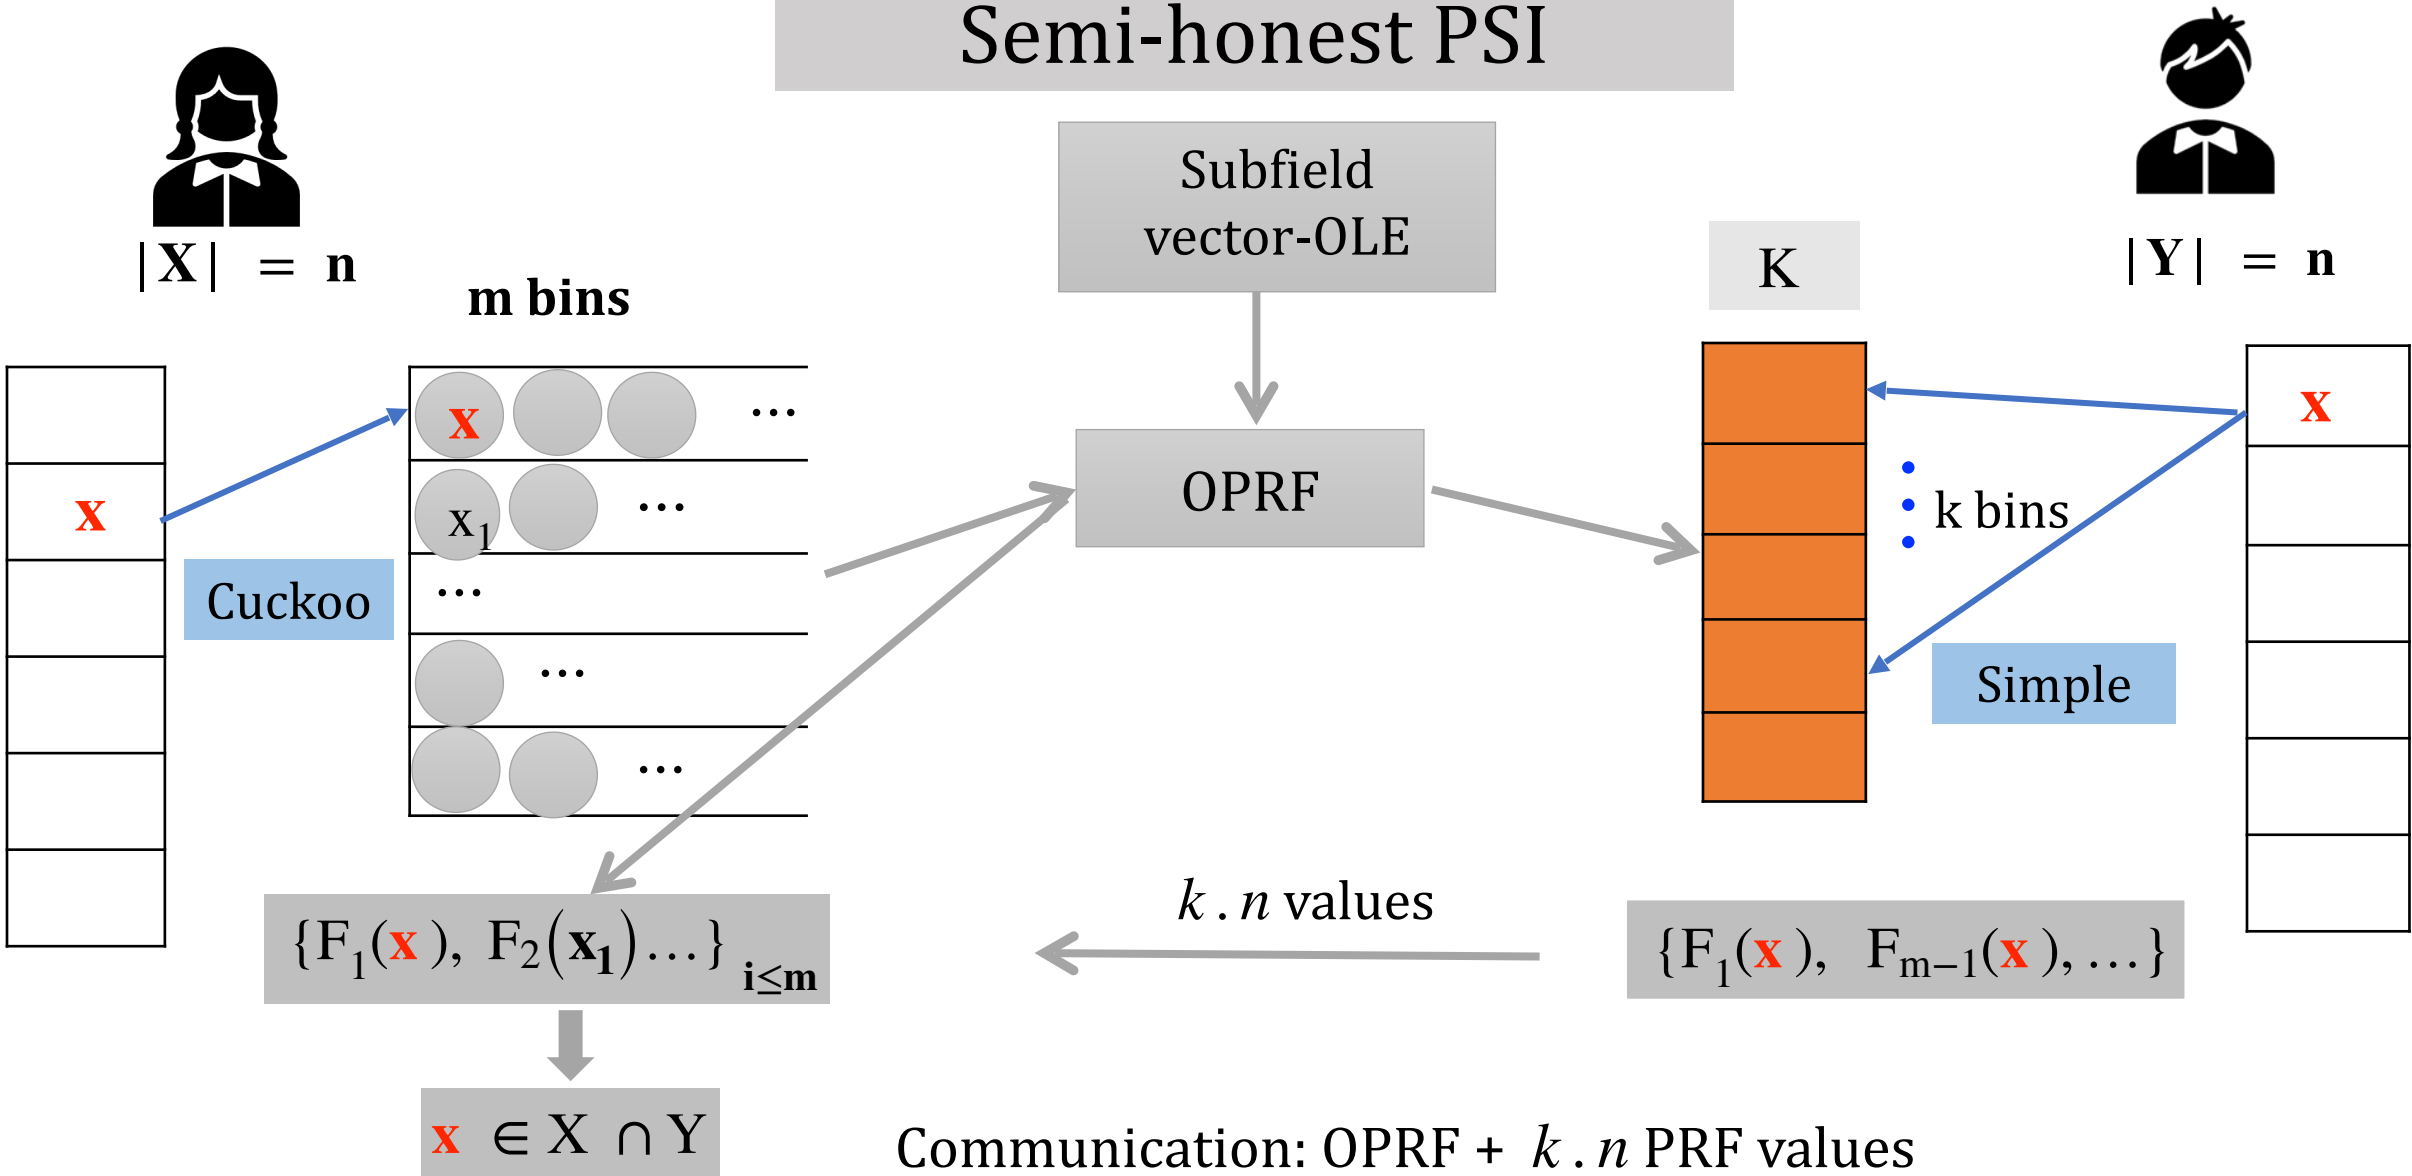 Semi-honest PSI
Subfield
vector-OLE
|X| = n
|Y| = n
K
m bins
x
...
x
x
...
OPRF
x₁
k bins
...
Cuckoo
...
Simple
...
k . n values
{F₁(x), F₂(x₁)...} i≤m
{F₁(x), Fₘ₋₁(x), ...}
x ∈ X ∩ Y
Communication: OPRF + k . n PRF values